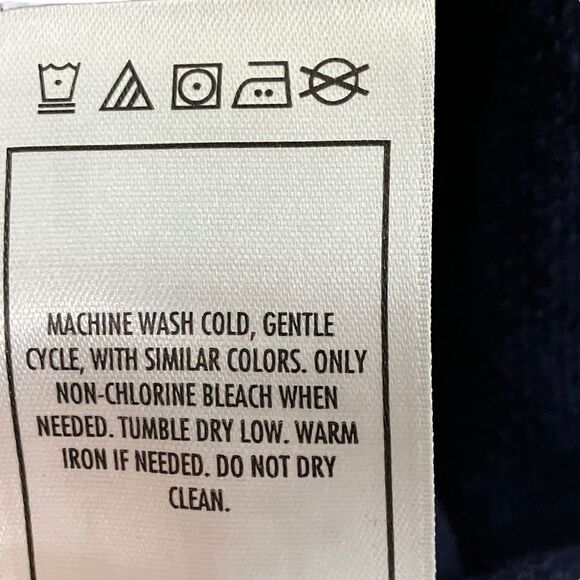 MACHINE WASH COLD, GENTLE
CYCLE, WITH SIMILAR COLORS. ONLY
NON-CHLORINE BLEACH WHEN
NEEDED. TUMBLE DRY LOW. WARM
IRON IF NEEDED. DO NOT DRY
CLEAN.